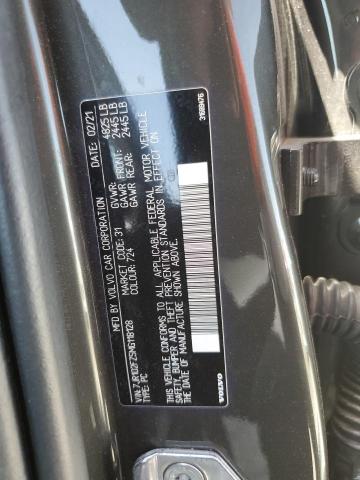 MFD BY VOLVO CAR CORPORATION DATE: 02/21
MARKET CODE: 31 GVWR: 4825 LB
COLOUR: 724 GAWR FRONT: 2445 LB
GAWR REAR: 2445 LB
VIN: 7JR102FZ5MG118128
TYPE: PC
THIS VEHICLE CONFORMS TO ALL APPLICABLE FEDERAL MOTOR VEHICLE
SAFETY, BUMPER AND THEFT PREVENTION STANDARDS IN EFFECT ON THE
DATE OF MANUFACTURE SHOWN ABOVE.
VOLVO
31689476